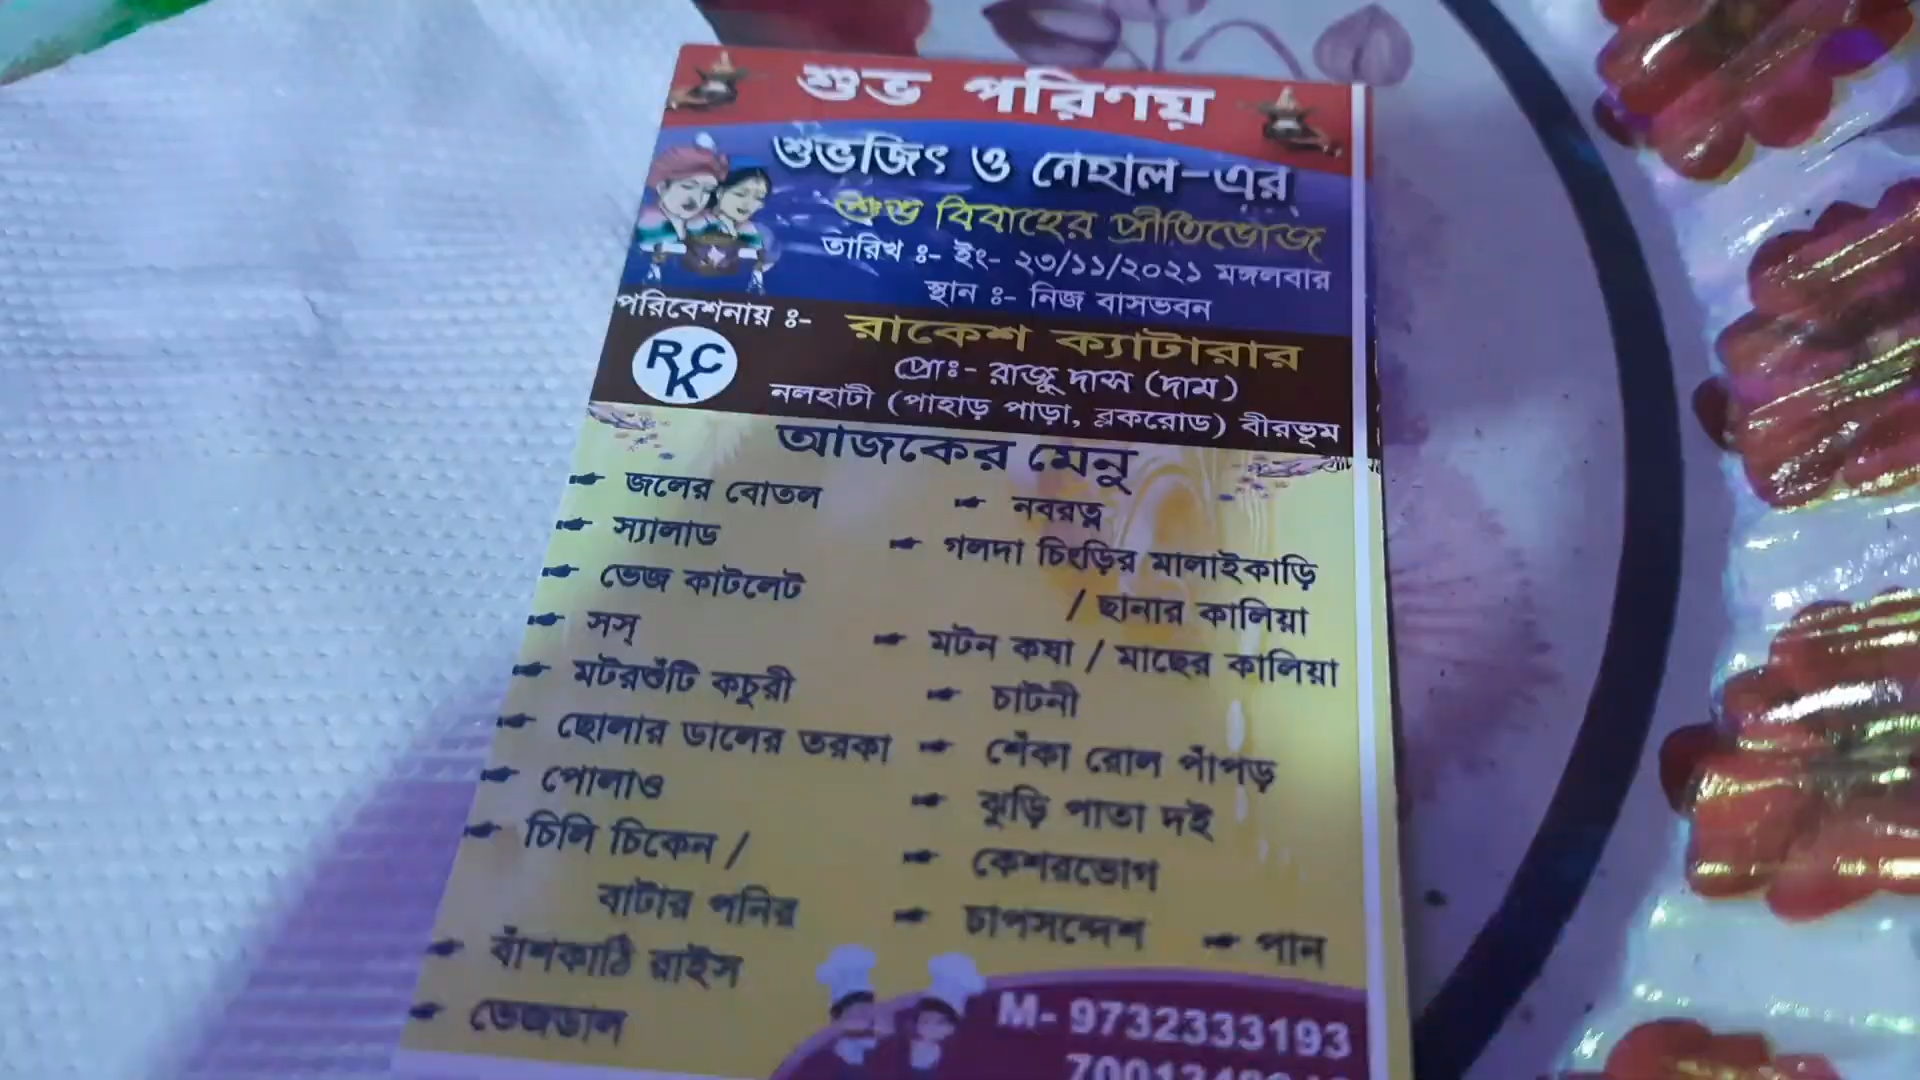 শুভ পরিণয়
শুভজিৎ ও নেহাল-এর
শুভ বিবাহের প্রীতিভোজ
তারিখ ঃ- ইং- ২৩/১১/২০২১ মঙ্গলবার
স্থান ঃ- নিজ বাসভবন
পরিবেশনায় ঃ-
রাকেশ ক্যাটারার
RCK
প্রোঃ- রাজু দাস (দাম)
নলহাটী (পাহাড় পাড়া, ব্লকরোড) বীরভূম
আজকের মেনু
জলের বোতল
স্যালাড
ভেজ কাটলেট
সস্
মটরশুঁটি কচুরী
ছোলার ডালের তরকা
পোলাও
চিলি চিকেন /
বাটার পনির
বাঁশকাঠি রাইস
ভেজডাল
নবরত্ন
গলদা চিংড়ির মালাইকাড়ি
/ ছানার কালিয়া
মটন কষা / মাছের কালিয়া
চাটনী
শেঁকা রোল পাঁপড়
ঝুড়ি পাতা দই
কেশরভোগ
চাপসন্দেশ
পান
M- 9732333193